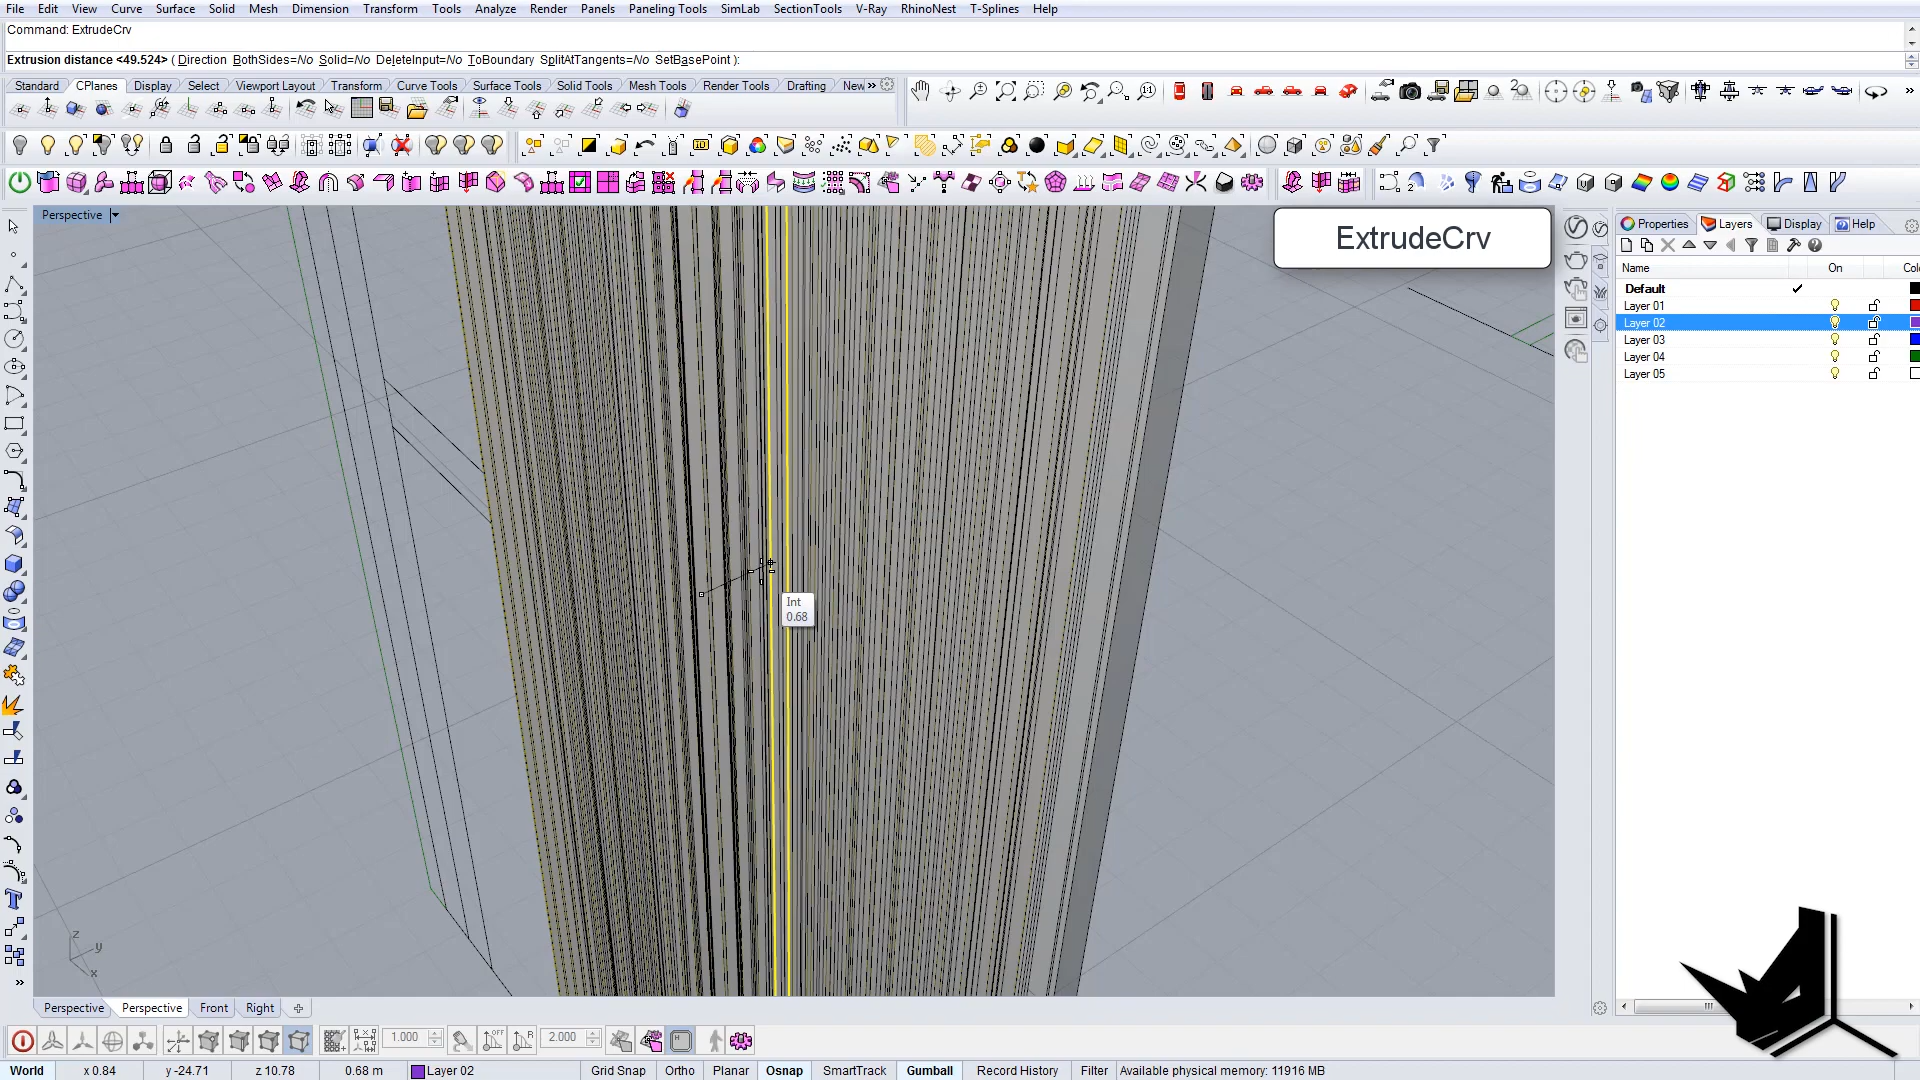 File Edit View Curve Surface Solid Mesh Dimension Transform Tools Analyze Render Panels Paneling Tools SimLab SectionTools V-Ray RhinoNest T-Splines Help
Command: ExtrudeCrv
Extrusion distance <49.524> ( Direction BothSides=No Solid=No DeleteInput=No ToBoundary SplitAtTangents=No SetBasePoint ):
Standard CPlanes Display Select Viewport Layout Transform Curve Tools Surface Tools Solid Tools Mesh Tools Render Tools Drafting New
Perspective
ExtrudeCrv
Properties Layers Display Help
Name On Colo
Default
Layer 01
Layer 02
Layer 03
Layer 04
Layer 05
Int
0.68
z
y
x
Perspective Perspective Front Right
1.000 2.000
World x 0.84 y -24.71 z 10.78 0.68 m Layer 02 Grid Snap Ortho Planar Osnap SmartTrack Gumball Record History Filter Available physical memory: 11916 MB